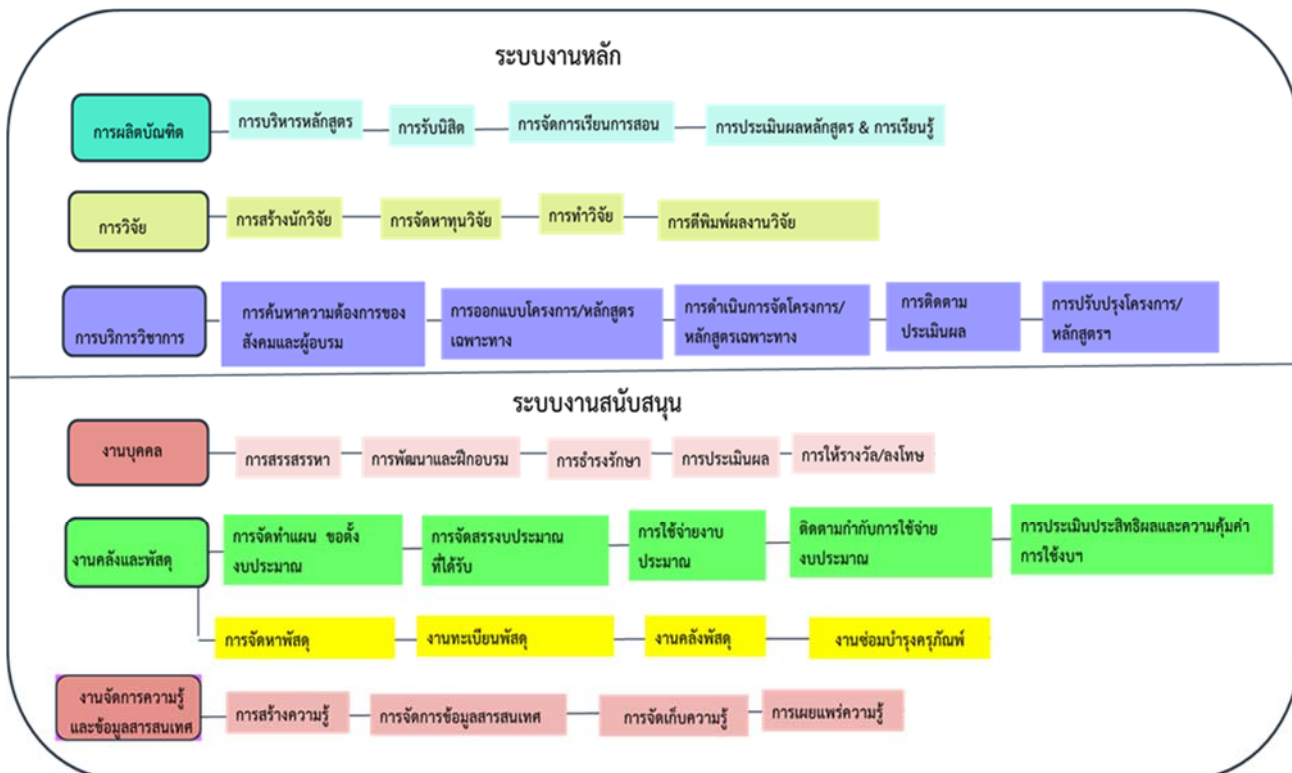 ระบบงานหลัก
การผลิตบัณฑิต
การบริหารหลักสูตร
การรับนิสิต
การจัดการเรียนการสอน
การประเมินผลหลักสูตร & การเรียนรู้
การวิจัย
การสร้างนักวิจัย
การจัดหาทุนวิจัย
การทำวิจัย
การตีพิมพ์ผลงานวิจัย
การบริการวิชาการ
การค้นหาความต้องการของ
สังคมและผู้อบรม
การออกแบบโครงการ/หลักสูตร
เฉพาะทาง
การดำเนินการจัดโครงการ/
หลักสูตรเฉพาะทาง
การติดตาม
ประเมินผล
การปรับปรุงโครงการ/
หลักสูตรฯ
ระบบงานสนับสนุน
งานบุคคล
การสรรสรรหา
การพัฒนาและฝึกอบรม
การธำรงรักษา
การประเมินผล
การให้รางวัล/ลงโทษ
งานคลังและพัสดุ
การจัดทำแผน ขอตั้ง
งบประมาณ
การจัดสรรงบประมาณ
ที่ได้รับ
การใช้จ่ายงาบ
ประมาณ
ติดตามกำกับการใช้จ่าย
งบประมาณ
การประเมินประสิทธิผลและความคุ้มค่า
การใช้งบฯ
การจัดหาพัสดุ
งานทะเบียนพัสดุ
งานคลังพัสดุ
งานซ่อมบำรุงครุภัณฑ์
งานจัดการความรู้
และข้อมูลสารสนเทศ
การสร้างความรู้
การจัดการข้อมูลสารสนเทศ
การจัดเก็บความรู้
การเผยแพร่ความรู้